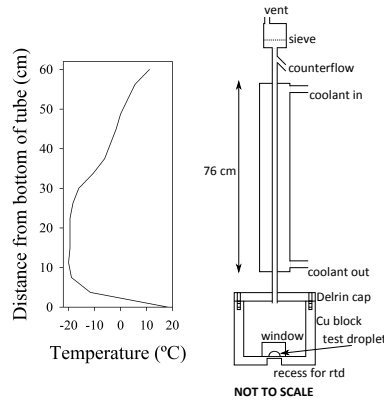 vent
sieve
counterflow
coolant in
76 cm
coolant out
Delrin cap
Cu block
test droplet
window
recess for rtd
NOT TO SCALE
Distance from bottom of tube (cm)
60
50
40
30
20
10
0
-20 -10 0 10 20
Temperature (ºC)